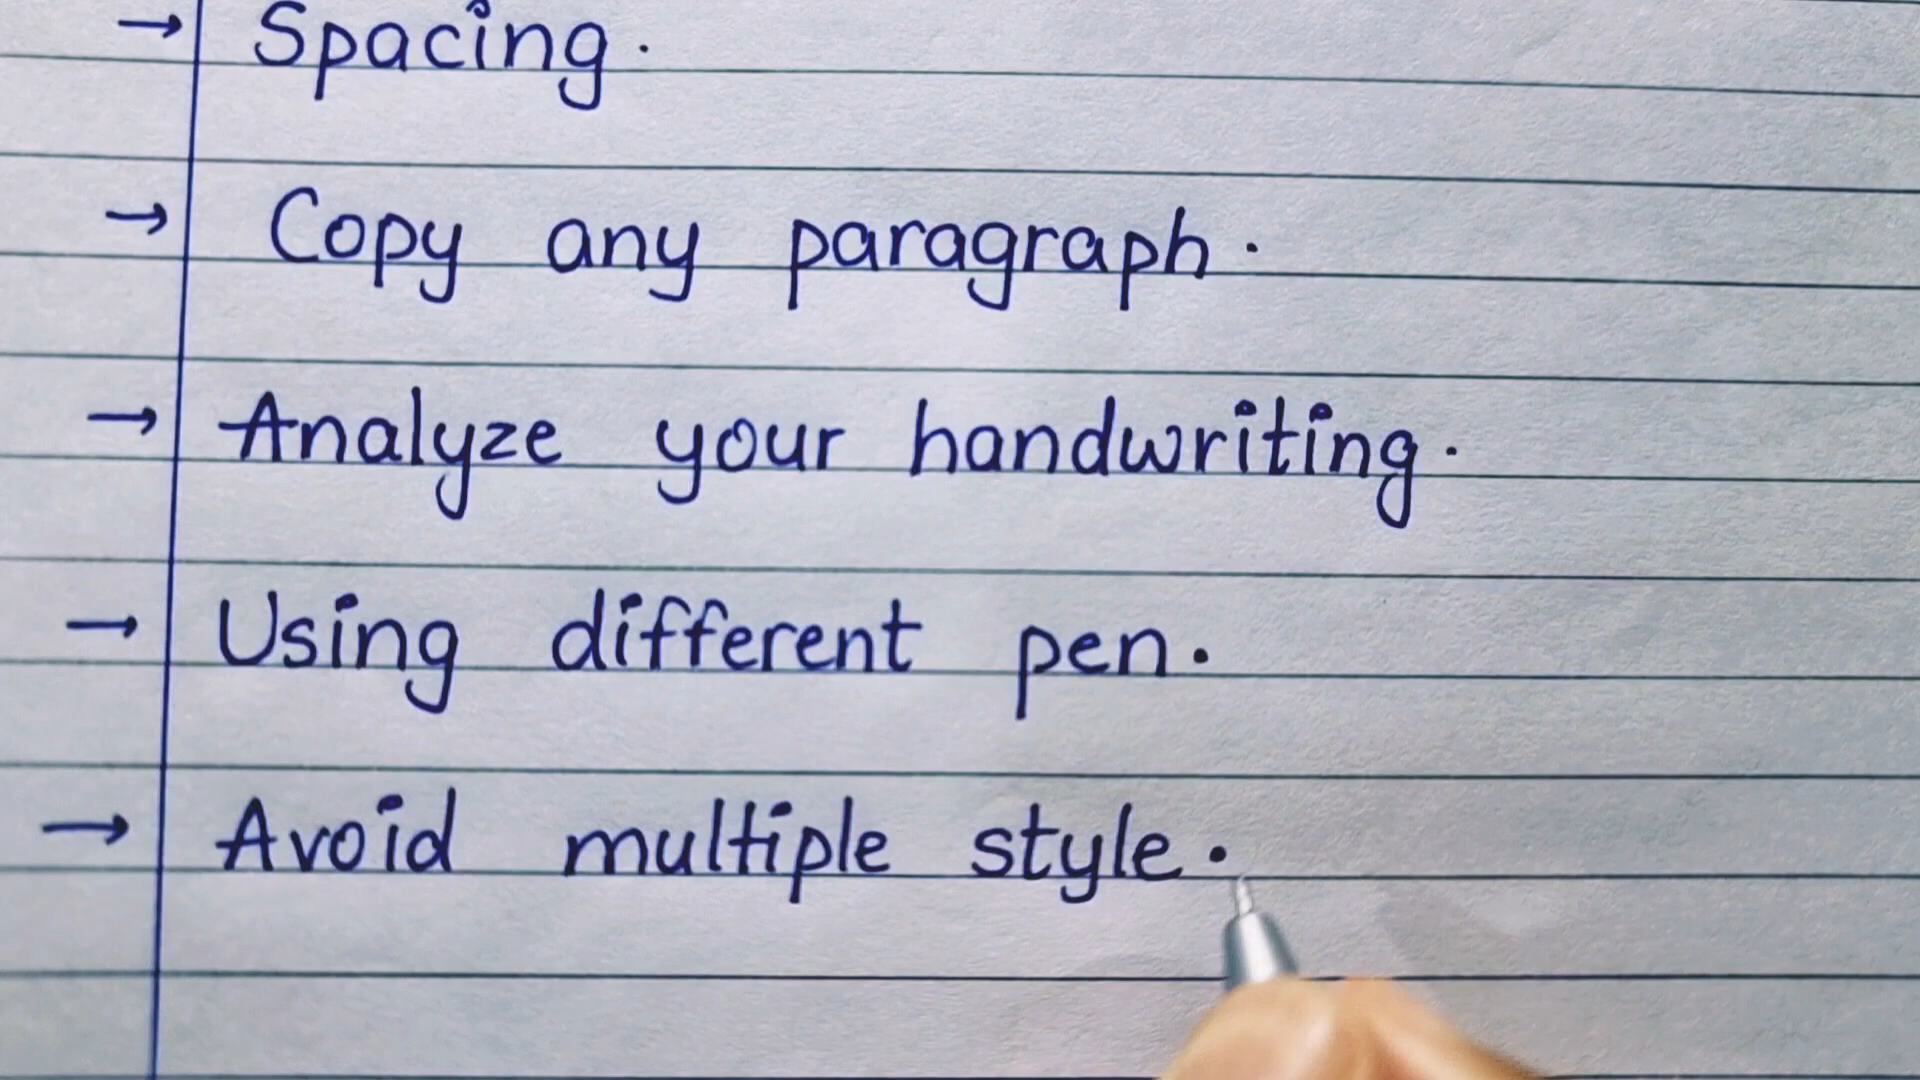 → Spacing.
→ Copy any paragraph.
→ Analyze your handwriting.
→ Using different pen.
→ Avoid multiple style.